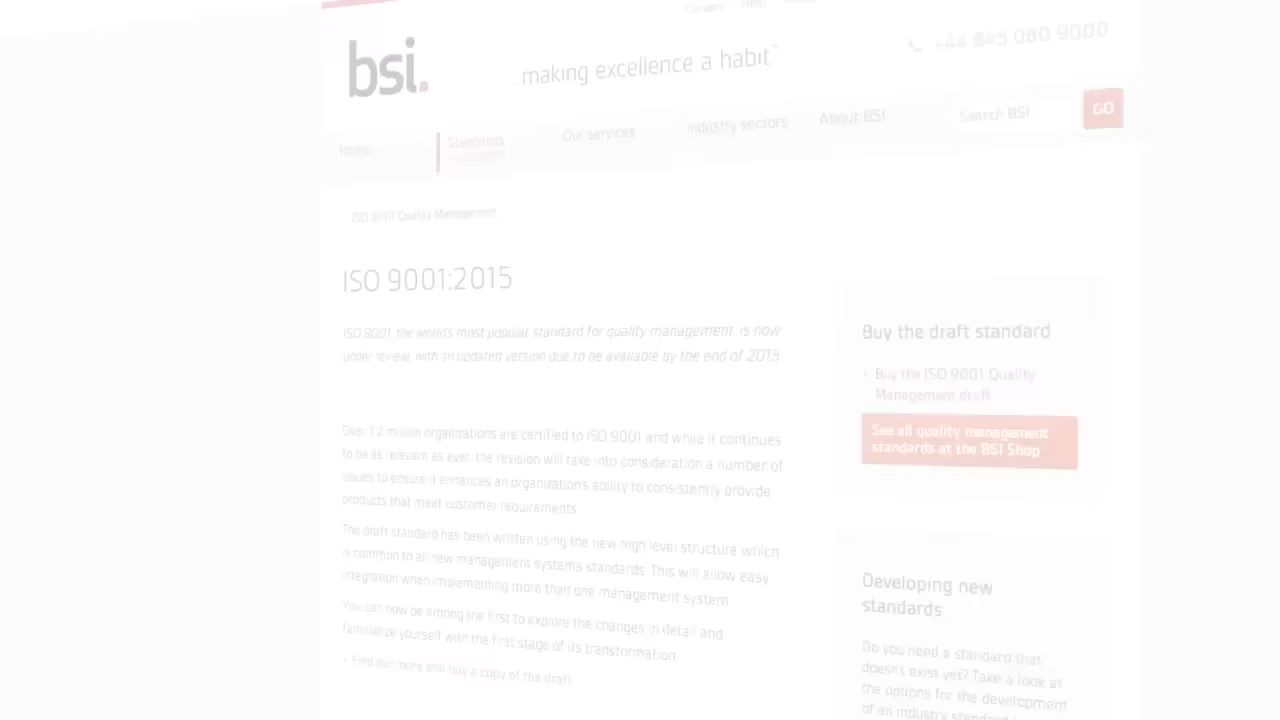 Careers Help
bsi.
making excellence a habit™
+44 845 080 9000
Home
Standards
Our services
Industry sectors
About BSI
Search BSI
GO
ISO 9001 Quality Management
ISO 9001:2015
ISO 9001, the world's most popular standard for quality management, is now
under review, with an updated version due to be available by the end of 2015
Over 1.2 million organizations are certified to ISO 9001 and while it continues
to be as relevant as ever, the revision will take into consideration a number of
issues to ensure it enhances an organization's ability to consistently provide
products that meet customer requirements.
The draft standard has been written using the new high level structure which
is common to all new management systems standards. This will allow easy
integration when implementing more than one management system
You can now be among the first to explore the changes in detail and
familiarize yourself with the first stage of its transformation.
› Find out more and buy a copy of the draft
Buy the draft standard
› Buy the ISO 9001 Quality
Management draft
See all quality management
standards at the BSI Shop
Developing new
standards
Do you need a standard that
doesn't exist yet? Take a look at
the options for the development
of an industry standard